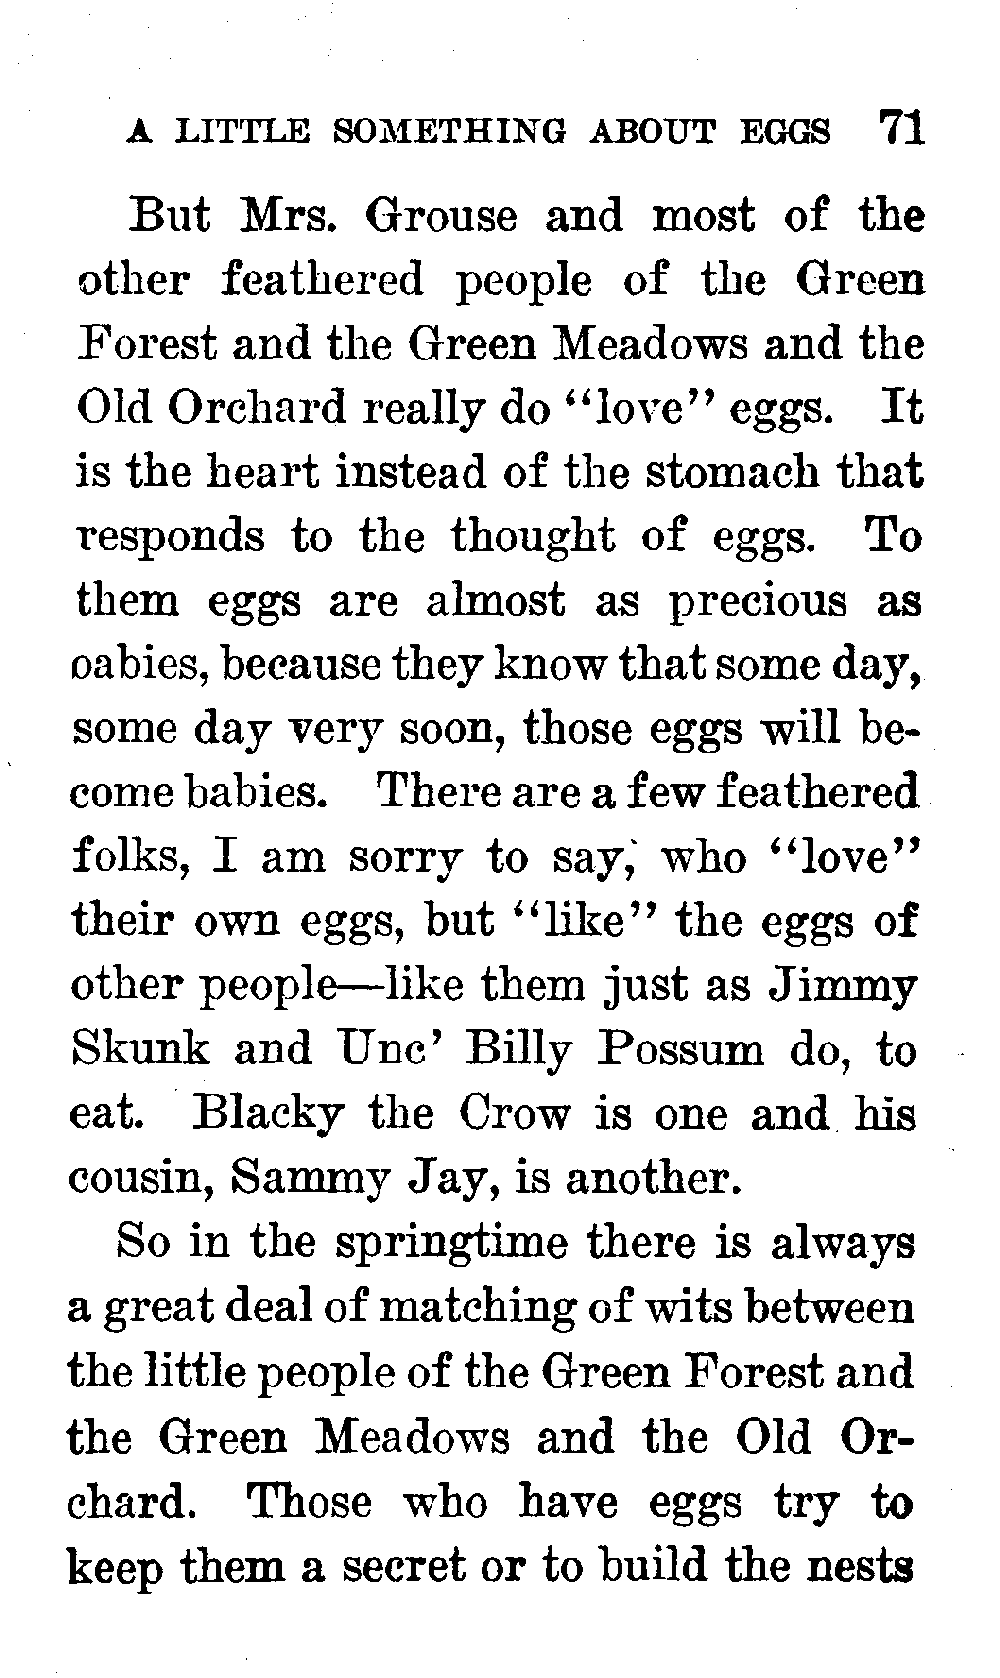 A LITTLE SOMETHING ABOUT EGGS 71
But Mrs. Grouse and most of the
other feathered people of the Green
Forest and the Green Meadows and the
Old Orchard really do "love" eggs. It
is the heart instead of the stomach that
responds to the thought of eggs. To
them eggs are almost as precious as
babies, because they know that some day,
some day very soon, those eggs will be-
come babies. There are a few feathered
folks, I am sorry to say, who "love"
their own eggs, but "like" the eggs of
other people—like them just as Jimmy
Skunk and Unc' Billy Possum do, to
eat. Blacky the Crow is one and his
cousin, Sammy Jay, is another.
So in the springtime there is always
a great deal of matching of wits between
the little people of the Green Forest and
the Green Meadows and the Old Or-
chard. Those who have eggs try to
keep them a secret or to build the nests